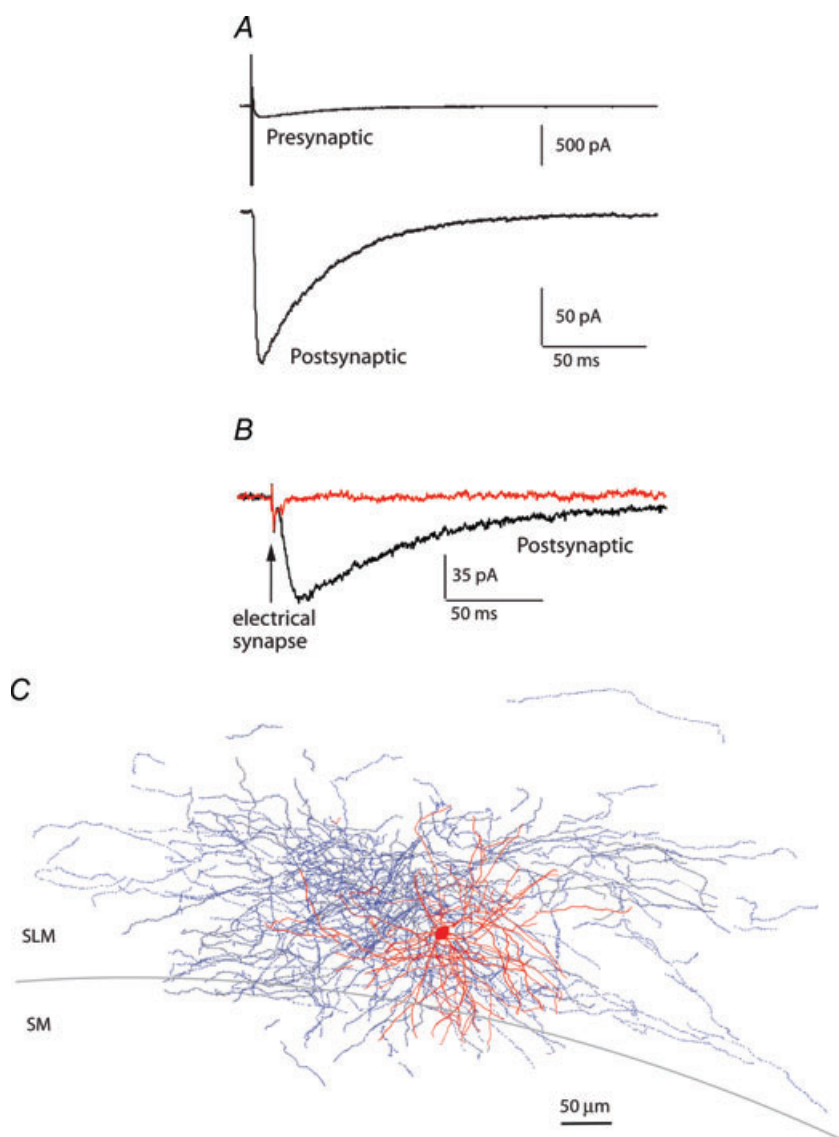 A
Presynaptic
500 pA
Postsynaptic
50 pA
50 ms
B
Postsynaptic
35 pA
50 ms
electrical
synapse
C
SLM
SM
50 μm